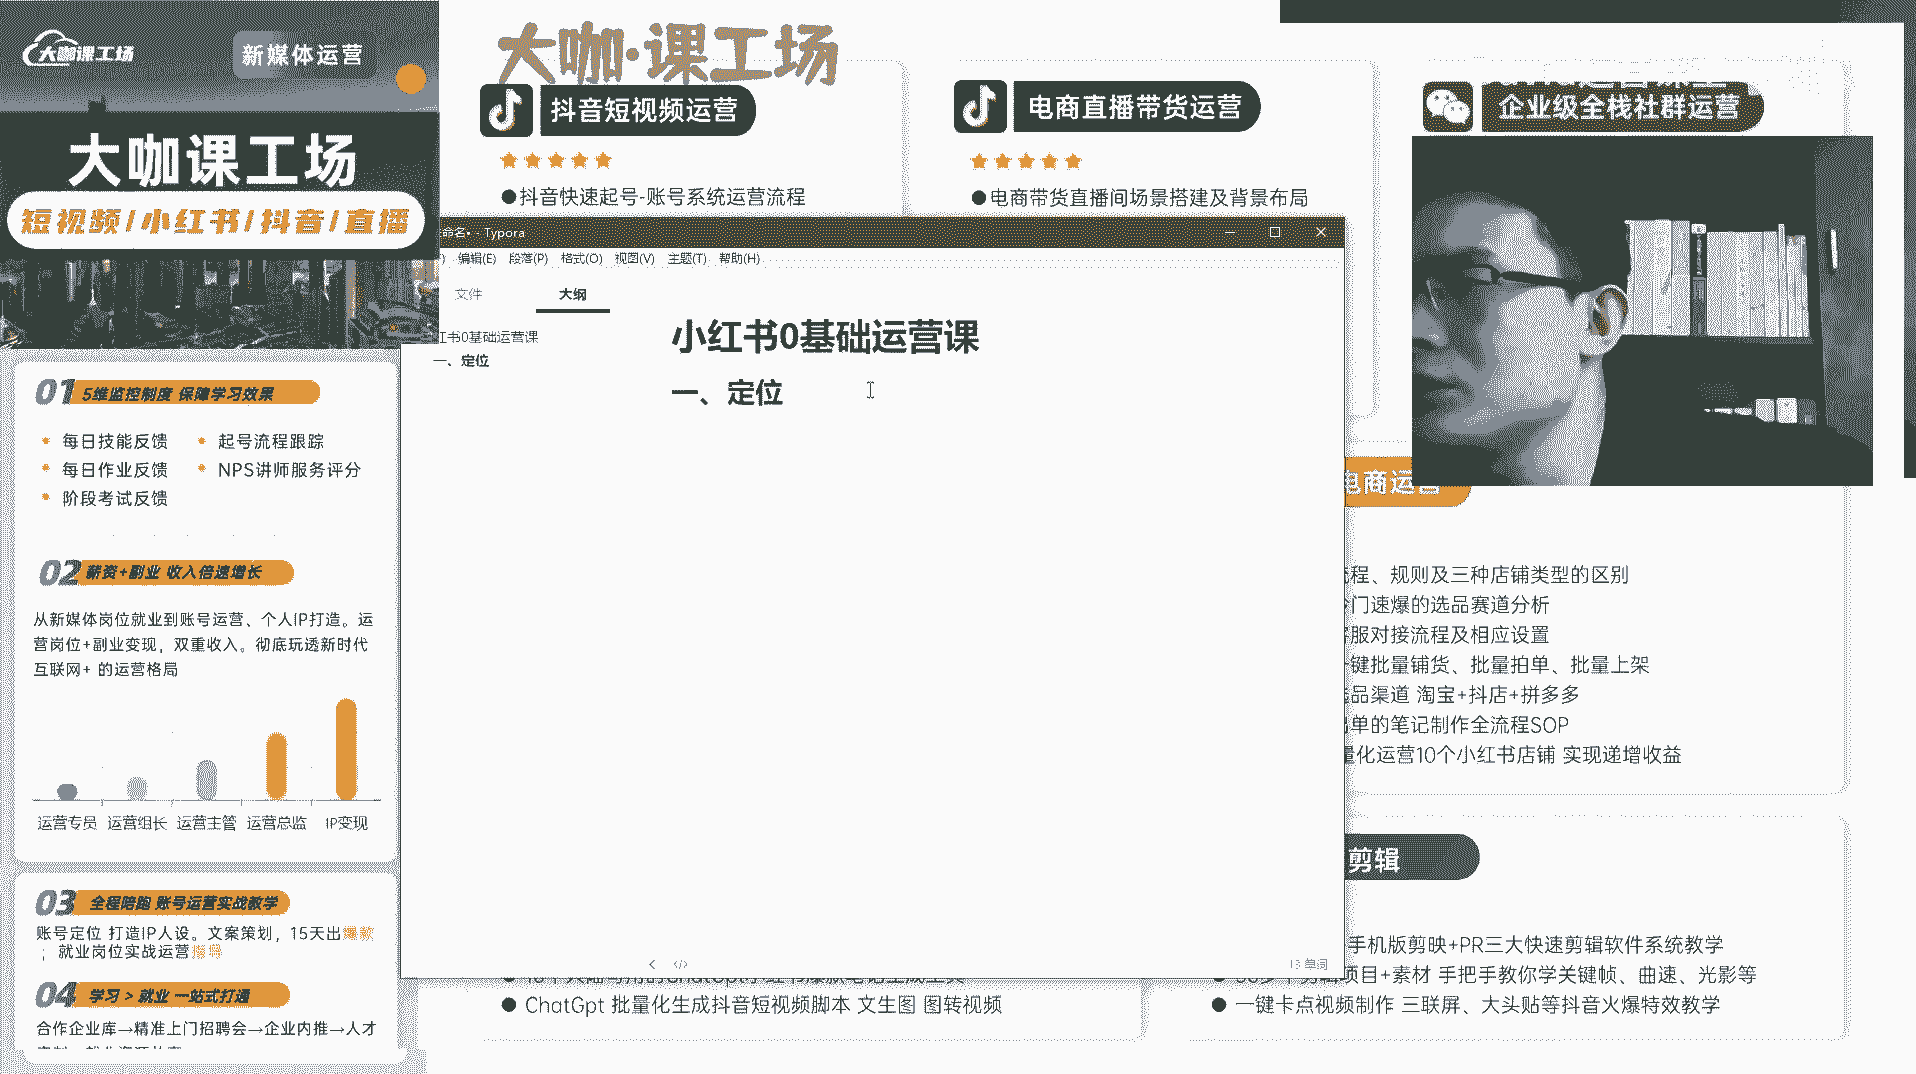 大咖课工场
新媒体运营
大咖课工场
短视频/小红书/抖音/直播
01 5维监控制度 保障学习效果
每日技能反馈
起号流程跟踪
每日作业反馈
NPS讲师服务评分
阶段考试反馈
02 薪资+副业 收入倍速增长
从新媒体岗位就业到账号运营、个人IP打造。运
营岗位+副业变现，双重收入。彻底玩透新时代
互联网+ 的运营格局
运营专员 运营组长 运营主管 运营总监 IP变现
03 全程陪跑 账号运营实战教学
账号定位 打造IP人设。文案策划，15天出爆款
；就业岗位实战运营指导
04 学习 > 就业 一站式打通
合作企业库→精准上门招聘会→企业内推→人才
大咖·课工场
抖音短视频运营
●抖音快速起号-账号系统运营流程
电商直播带货运营
●电商带货直播间场景搭建及背景布局
企业级全栈社群运营
命名• - Typora
编辑(E) 段落(P) 格式(O) 视图(V) 主题(T) 帮助(H)
文件 大纲
红书0基础运营课
一、定位
小红书0基础运营课
一、定位
</> 13 单词
电商运营
程、规则及三种店铺类型的区别
门速爆的选品赛道分析
服对接流程及相应设置
键批量铺货、批量拍单、批量上架
品渠道 淘宝+抖店+拼多多
单的笔记制作全流程SOP
量化运营10个小红书店铺 实现递增收益
剪辑
手机版剪映+PR三大快速剪辑软件系统教学
项目+素材 手把手教你学关键帧、曲速、光影等
● 一键卡点视频制作 三联屏、大头贴等抖音火爆特效教学
● ChatGpt 批量化生成抖音短视频脚本 文生图 图转视频